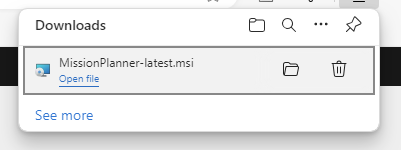 Downloads
MissionPlanner-latest.msi
Open file
See more